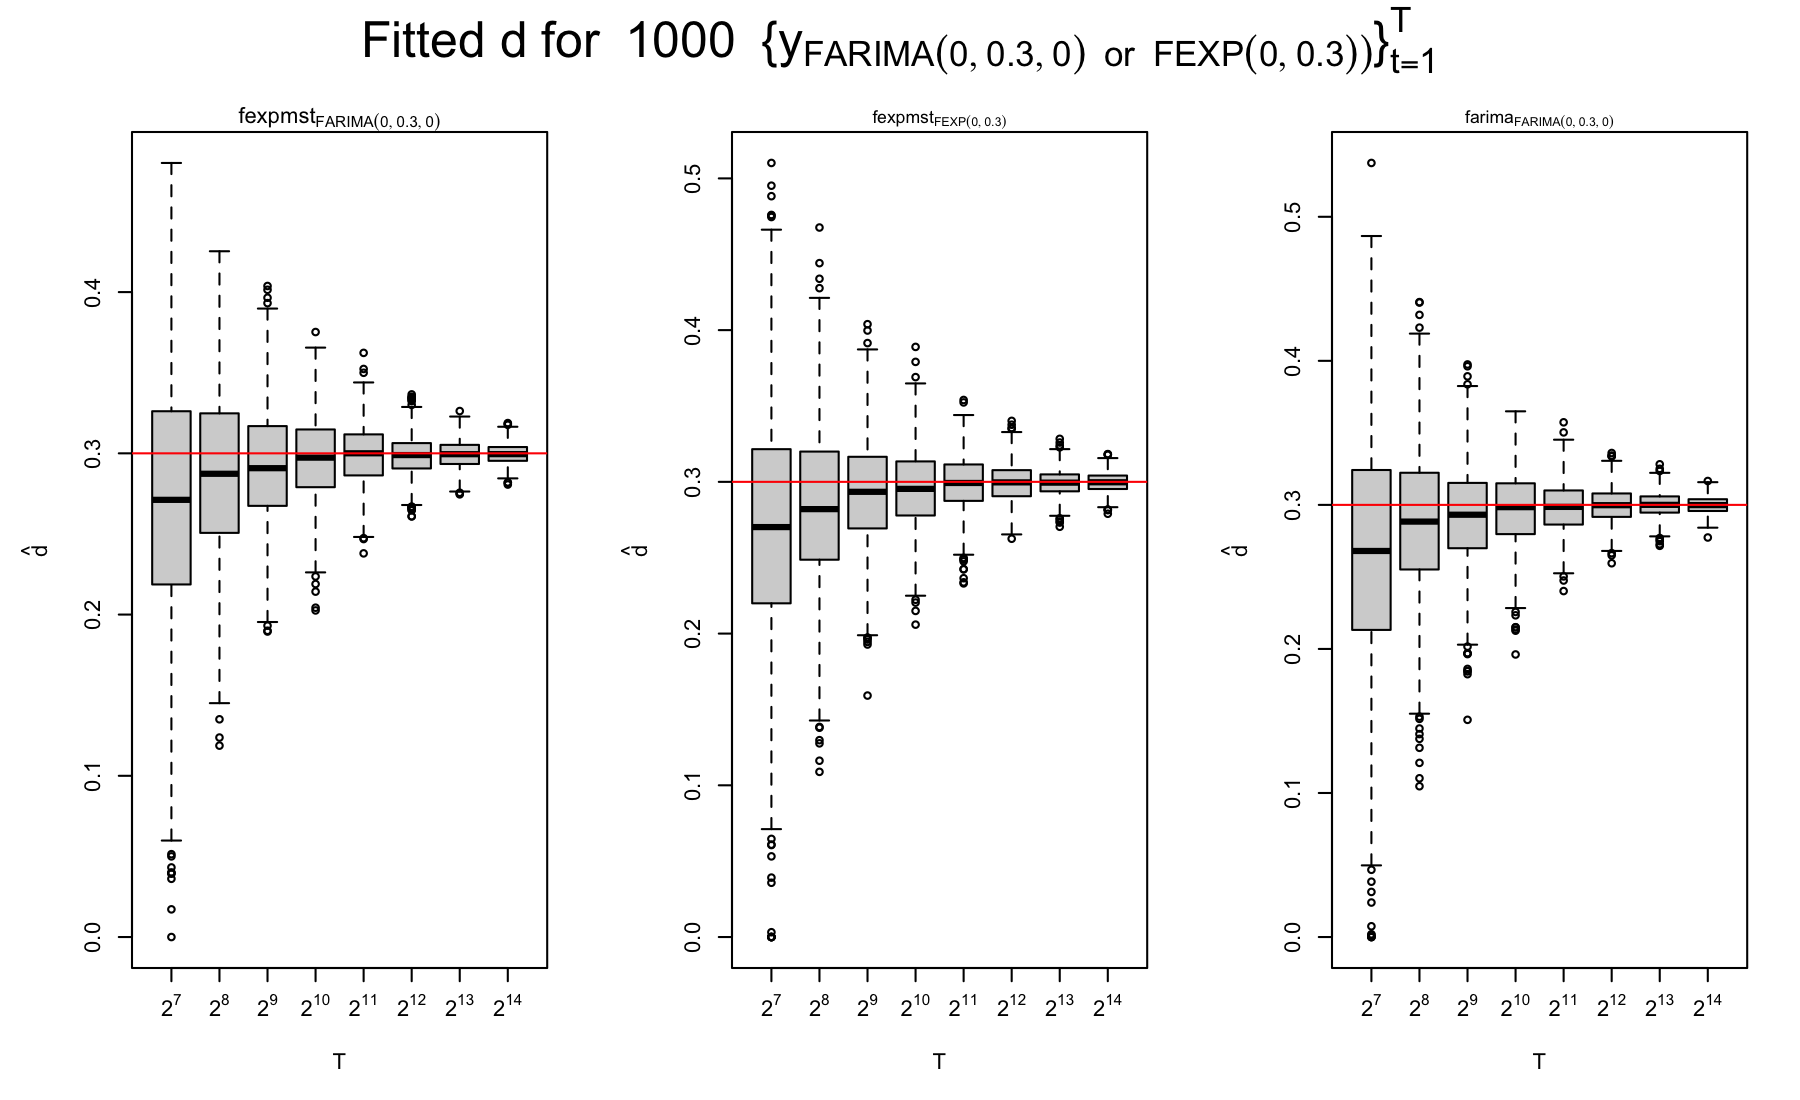 Fitted d for 1000 {yFARIMA(0, 0.3, 0) or FEXP(0, 0.3))}T t=1
fexpmstFARIMA(0, 0.3, 0)
d̂
0.0 0.1 0.2 0.3 0.4
2^7 2^8 2^9 2^10 2^11 2^12 2^13 2^14
T
fexpmstFEXP(0, 0.3)
d̂
0.0 0.1 0.2 0.3 0.4 0.5
2^7 2^8 2^9 2^10 2^11 2^12 2^13 2^14
T
farimaFARIMA(0, 0.3, 0)
d̂
0.0 0.1 0.2 0.3 0.4 0.5
2^7 2^8 2^9 2^10 2^11 2^12 2^13 2^14
T